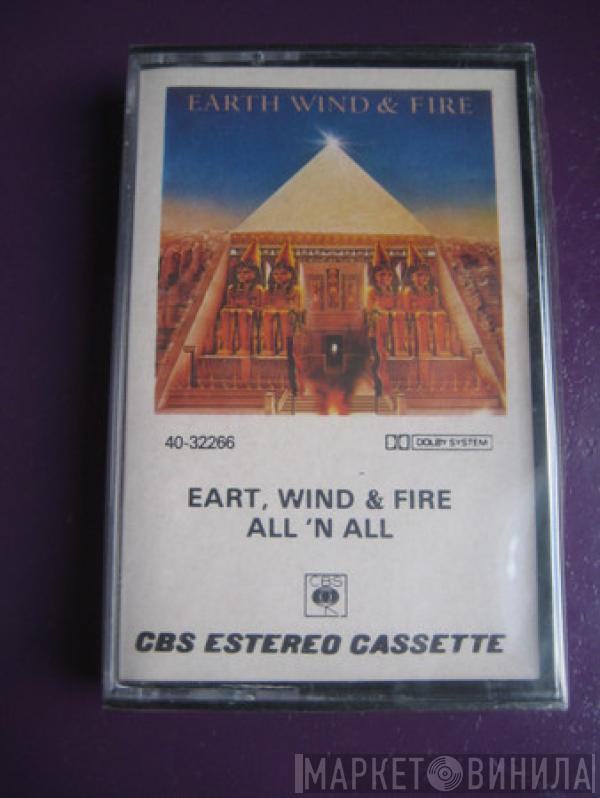 EARTH WIND & FIRE
40-32266
DOLBY SYSTEM
EART, WIND & FIRE
ALL 'N ALL
CBS
CBS ESTEREO CASSETTE
МАРКЕТ ВИНИЛА